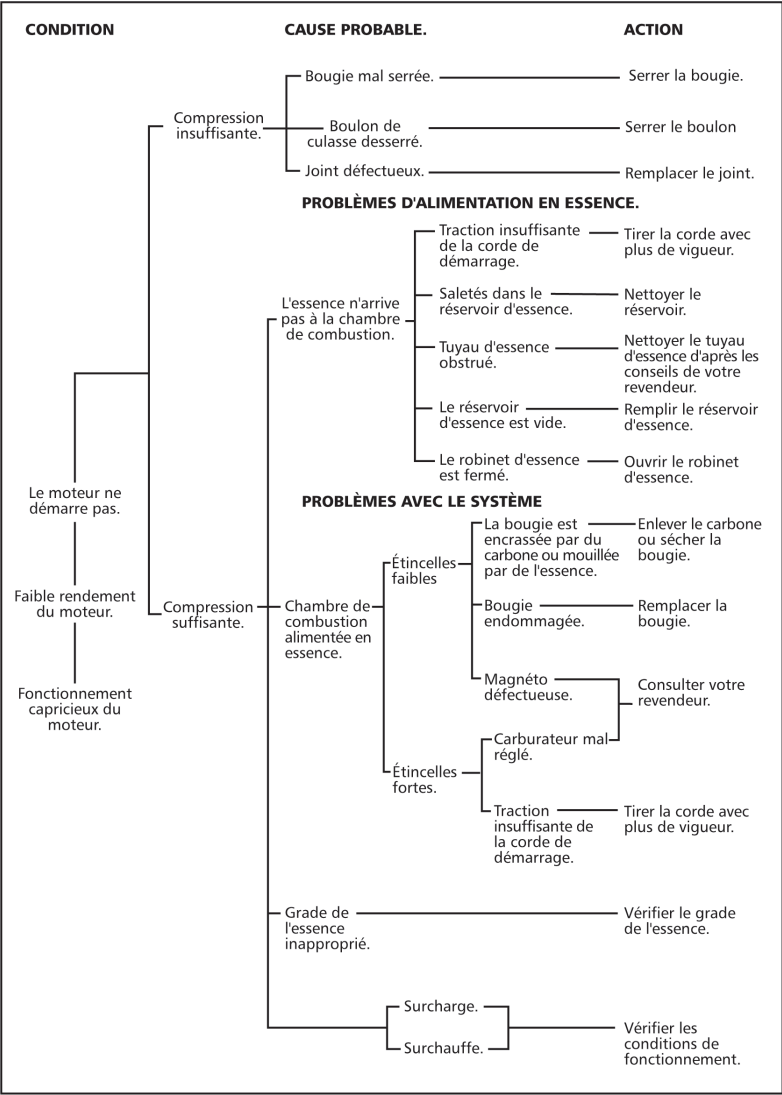 CONDITION
CAUSE PROBABLE.
ACTION
Bougie mal serrée.
Serrer la bougie.
Compression
insuffisante.
Boulon de
culasse desserré.
Serrer le boulon
Joint défectueux.
Remplacer le joint.
PROBLÈMES D'ALIMENTATION EN ESSENCE.
Traction insuffisante
de la corde de
démarrage.
Tirer la corde avec
plus de vigueur.
L'essence n'arrive
pas à la chambre
de combustion.
Saletés dans le
réservoir d'essence.
Nettoyer le
réservoir.
Tuyau d'essence
obstrué.
Nettoyer le tuyau
d'essence d'après les
conseils de votre
revendeur.
Le réservoir
d'essence est vide.
Remplir le réservoir
d'essence.
Le robinet d'essence
est fermé.
Ouvrir le robinet
d'essence.
Le moteur ne
démarre pas.
Faible rendement
du moteur.
Fonctionnement
capricieux du
moteur.
PROBLÈMES AVEC LE SYSTÈME
Compression
suffisante.
Chambre de
combustion
alimentée en
essence.
Étincelles
faibles
La bougie est
encrassée par du
carbone ou mouillée
par de l'essence.
Enlever le carbone
ou sécher la
bougie.
Bougie
endommagée.
Remplacer la
bougie.
Magnéto
défectueuse.
Consulter votre
revendeur.
Étincelles
fortes.
Carburateur mal
réglé.
Traction
insuffisante de
la corde de
démarrage.
Tirer la corde avec
plus de vigueur.
Grade de
l'essence
inapproprié.
Vérifier le grade
de l'essence.
Surcharge.
Surchauffe.
Vérifier les
conditions de
fonctionnement.